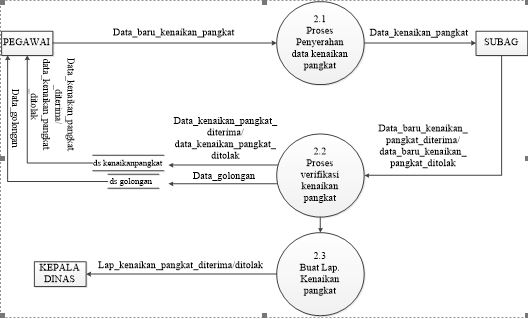 Data_baru_kenaikan_pangkat
2.1
Proses
Penyerahan
data kenaikan
pangkat
Data_kenaikan_pangkat
PEGAWAI
SUBAG
Data_kenaikan_pangkat
_diterima/
data_kenaikan_pangkat
_ditolak
Data_golongan
Data_kenaikan_pangkat_
diterima/
data_kenaikan_pangkat_
ditolak
Data_baru_kenaikan_
pangkat_diterima/
data_baru_kenaikan_
pangkat_ditolak
ds kenaikanpangkat
2.2
Proses
verifikasi
kenaikan
pangkat
Data_golongan
ds golongan
2.3
Buat Lap.
Kenaikan
pangkat
Lap_kenaikan_pangkat_diterima/ditolak
KEPALA
DINAS